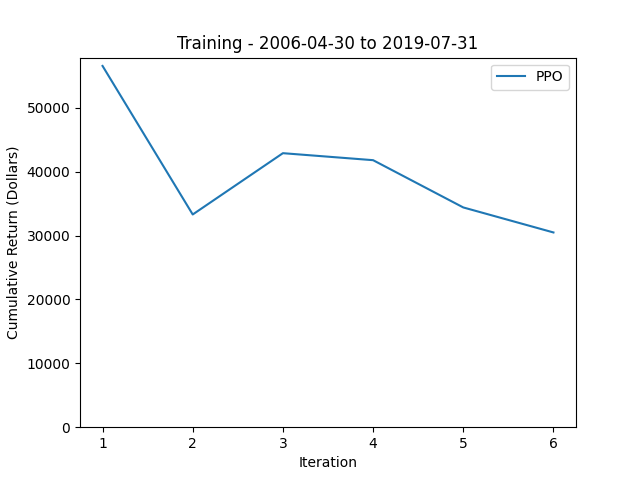 Training - 2006-04-30 to 2019-07-31
PPO
Cumulative Return (Dollars)
50000
40000
30000
20000
10000
0
1 2 3 4 5 6
Iteration